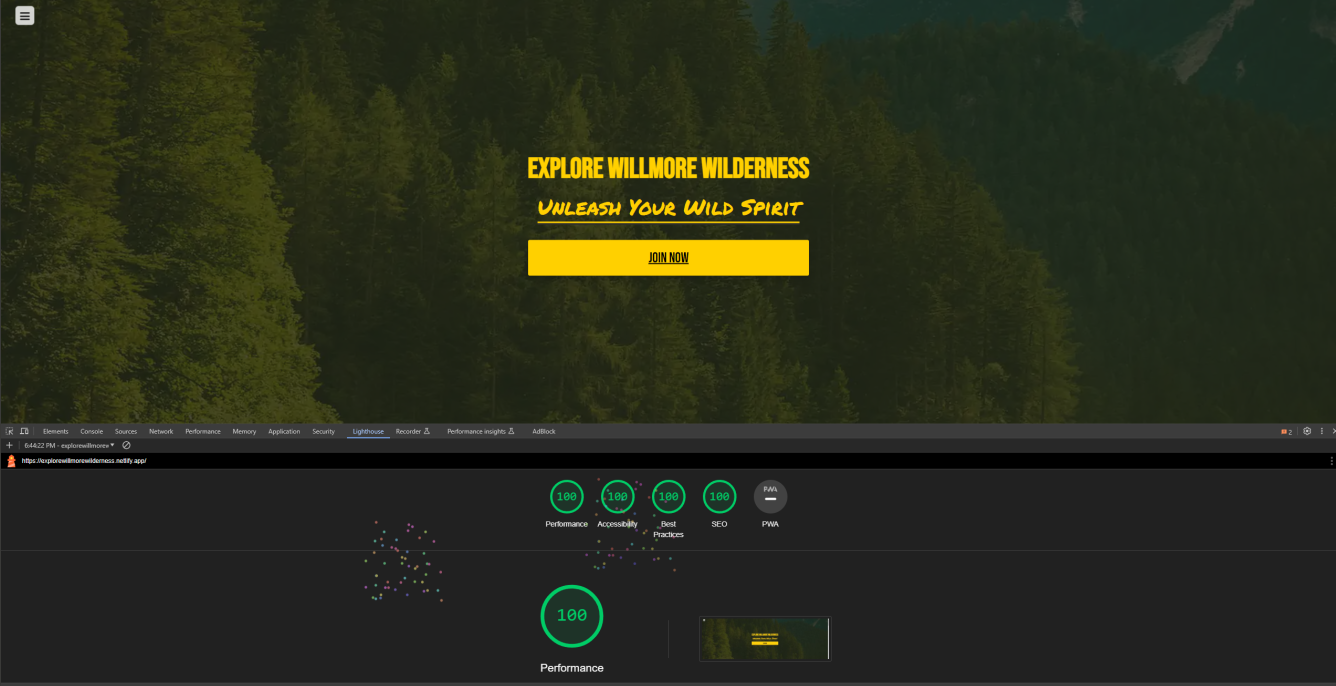 EXPLORE WILLMORE WILDERNESS
UNLEASH YOUR WILD SPIRIT
JOIN NOW
Elements Console Sources Network Performance Memory Application Security Lighthouse Recorder Performance insights AdBlock 2
6:44:22 PM - explorewillmorew
https://explorewillmorewilderness.netlify.app/
100 100 100 100 PWA
Performance Accessibility Best Practices SEO PWA
100
Performance